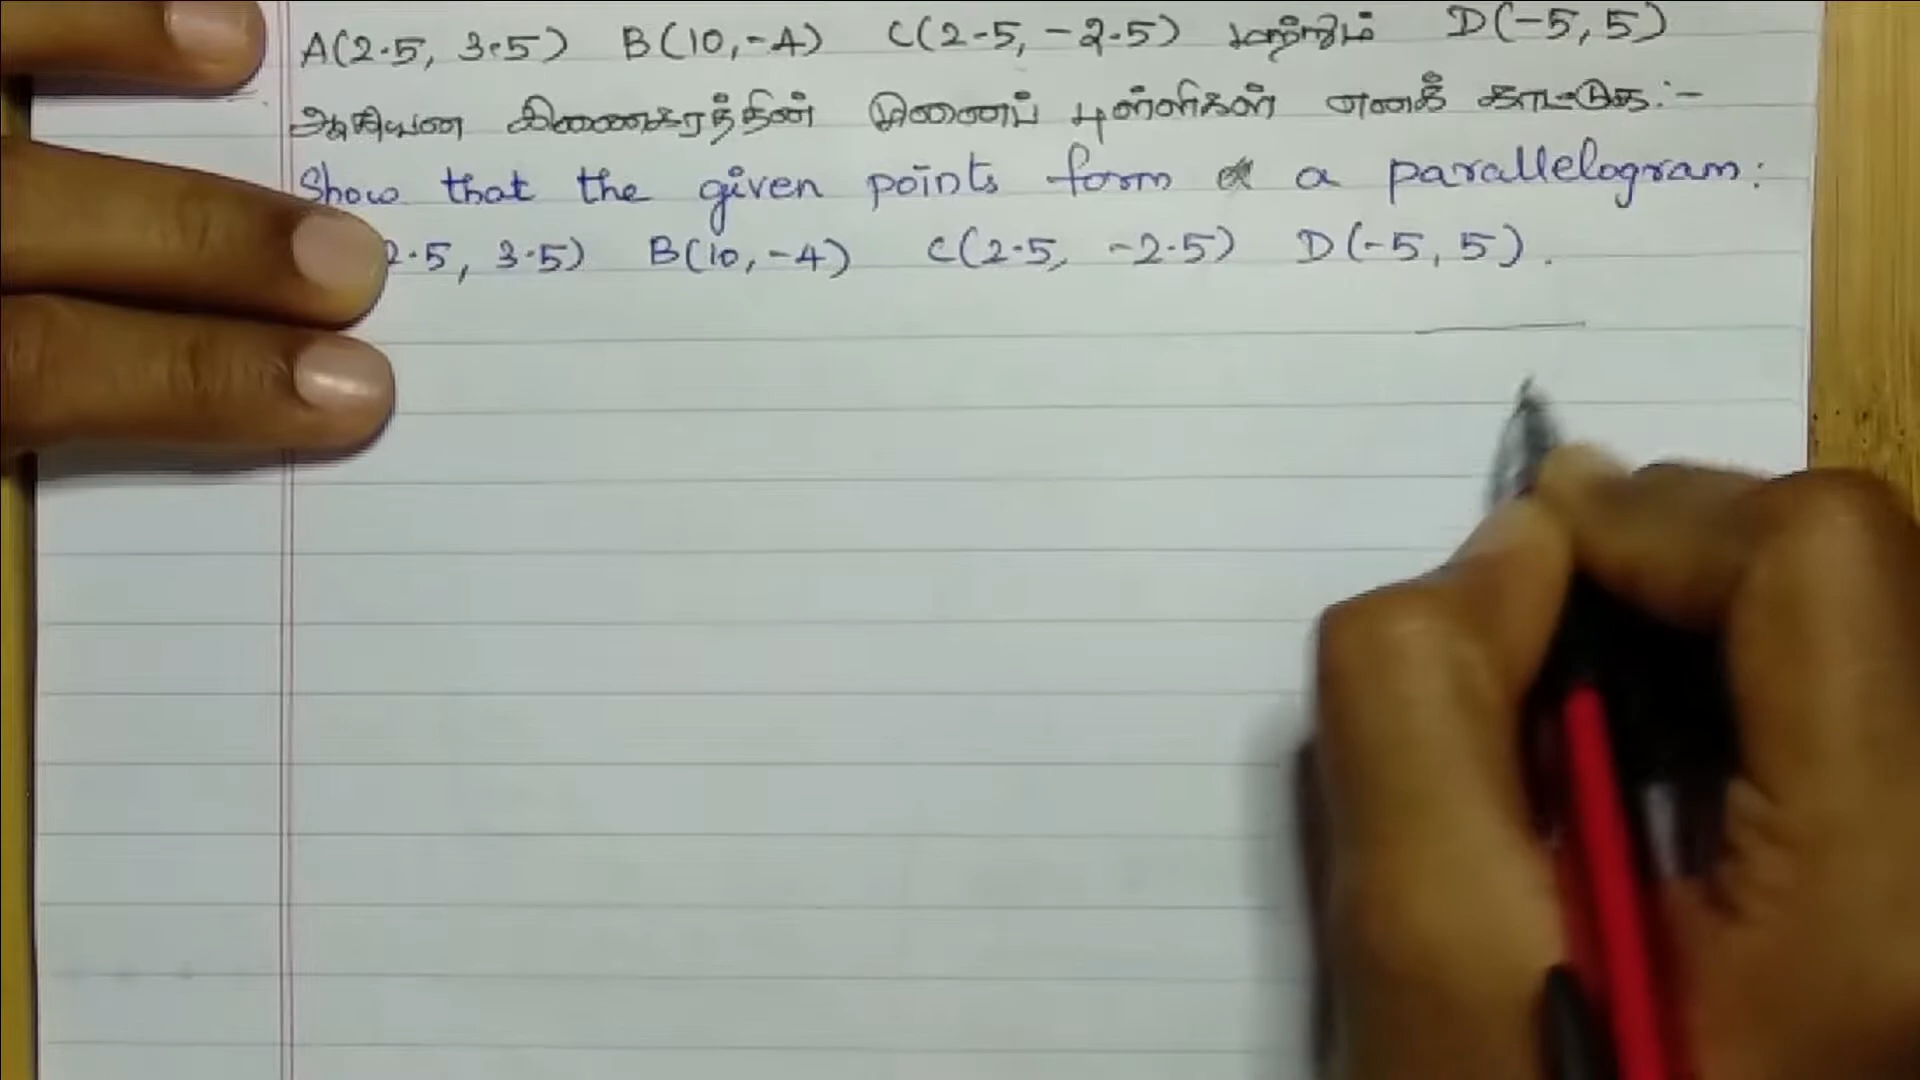 A(2.5, 3.5) B(10,-4) C(2.5, -2.5) மற்றும் D(-5, 5)
ஆகியன இணைகரத்தின் முனைப் புள்ளிகள் எனக் காட்டுக:-
Show that the given points form a parallelogram:
2.5, 3.5) B(10,-4) C(2.5, -2.5) D(-5, 5).